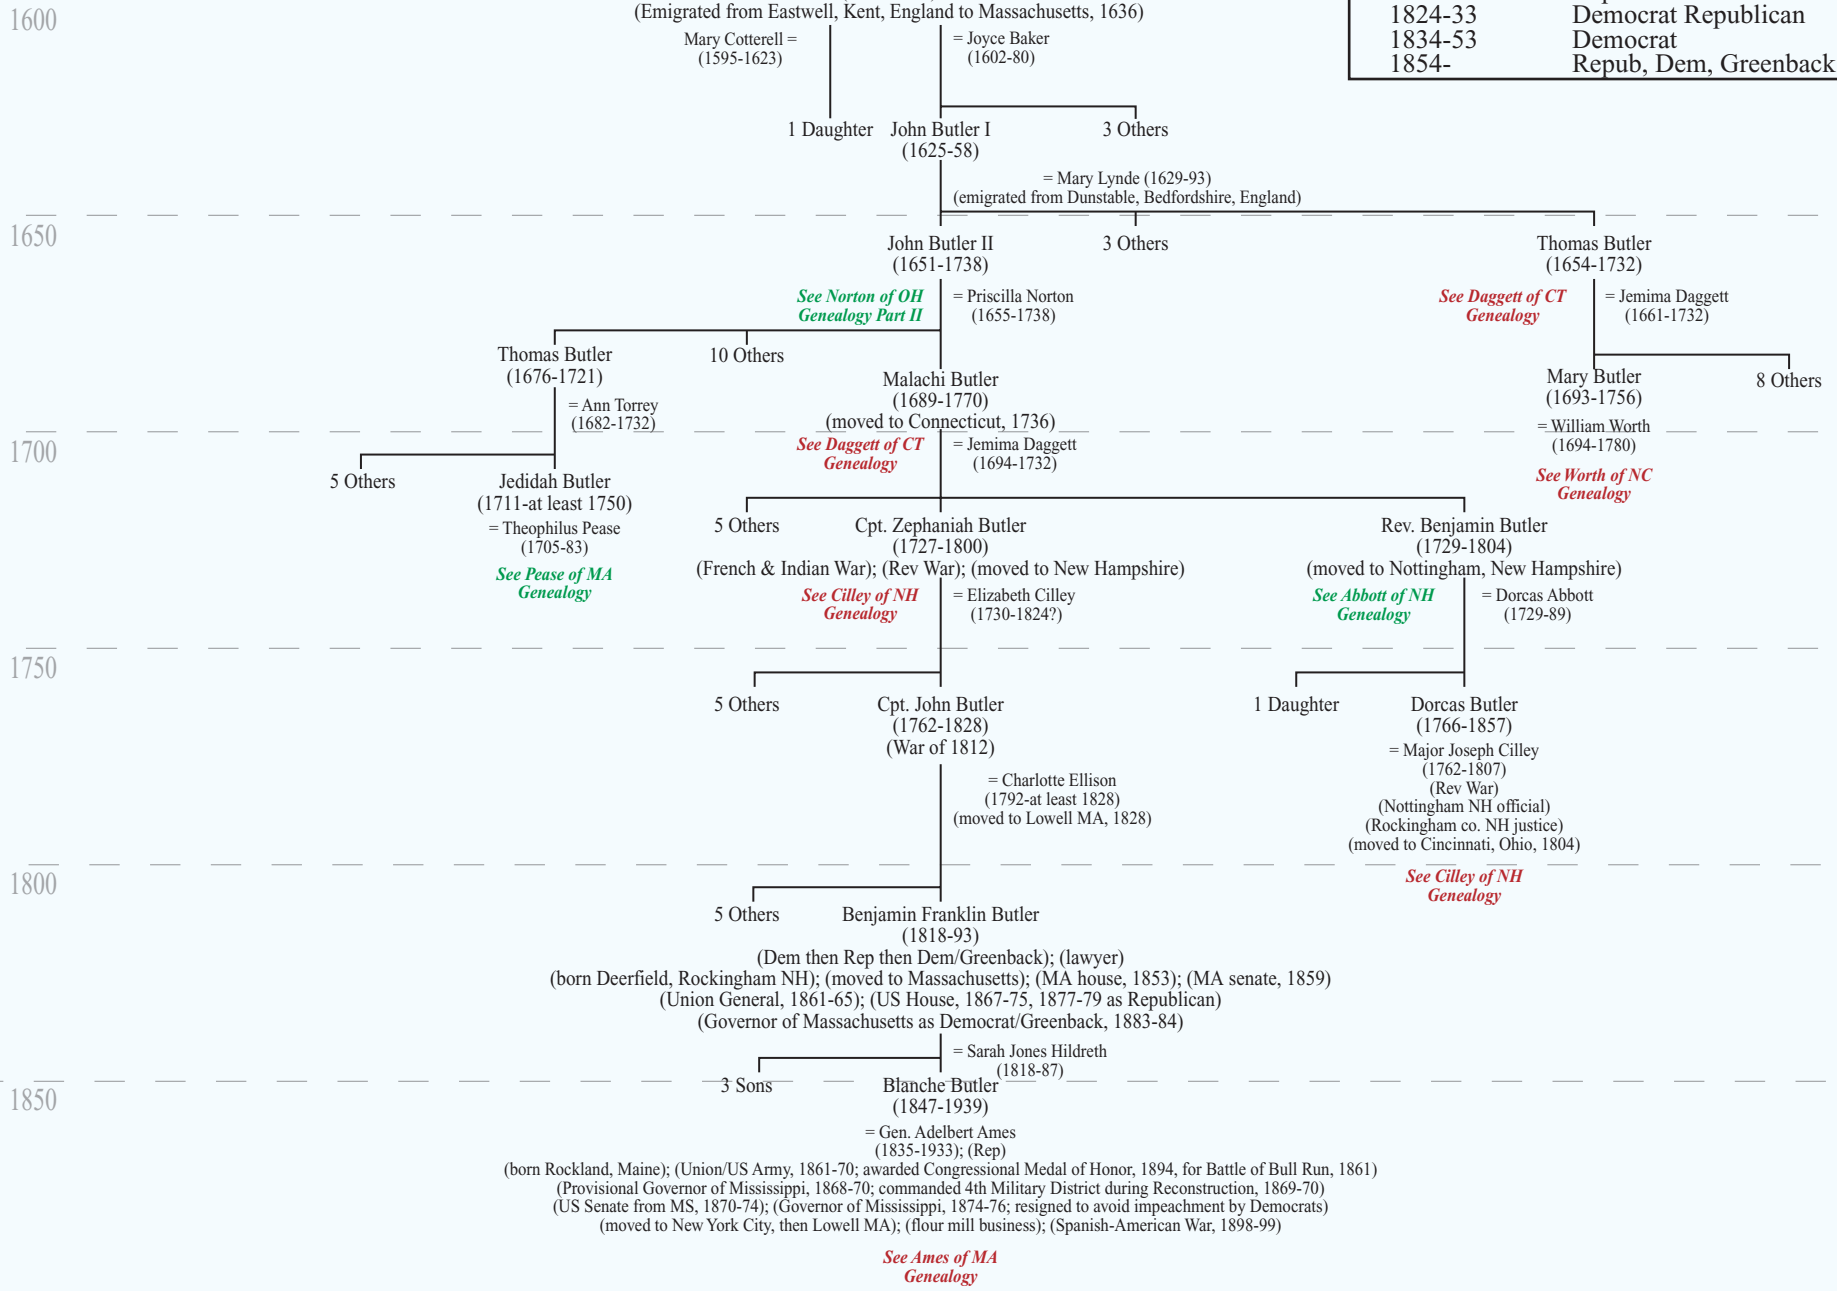 (Emigrated from Eastwell, Kent, England to Massachusetts, 1636)
1824-33 Democrat Republican
1834-53 Democrat
1854- Repub, Dem, Greenback
1600
Mary Cotterell =
(1595-1623)
= Joyce Baker
(1602-80)
1 Daughter
John Butler I
(1625-58)
3 Others
= Mary Lynde (1629-93)
(emigrated from Dunstable, Bedfordshire, England)
1650
John Butler II
(1651-1738)
3 Others
Thomas Butler
(1654-1732)
See Norton of OH
Genealogy Part II
= Priscilla Norton
(1655-1738)
See Daggett of CT
Genealogy
= Jemima Daggett
(1661-1732)
Thomas Butler
(1676-1721)
10 Others
Malachi Butler
(1689-1770)
(moved to Connecticut, 1736)
Mary Butler
(1693-1756)
8 Others
= Ann Torrey
(1682-1732)
= William Worth
(1694-1780)
1700
See Daggett of CT
Genealogy
= Jemima Daggett
(1694-1732)
See Worth of NC
Genealogy
5 Others
Jedidah Butler
(1711-at least 1750)
= Theophilus Pease
(1705-83)
See Pease of MA
Genealogy
5 Others
Cpt. Zephaniah Butler
(1727-1800)
(French & Indian War); (Rev War); (moved to New Hampshire)
Rev. Benjamin Butler
(1729-1804)
(moved to Nottingham, New Hampshire)
See Cilley of NH
Genealogy
= Elizabeth Cilley
(1730-1824?)
See Abbott of NH
Genealogy
= Dorcas Abbott
(1729-89)
1750
5 Others
Cpt. John Butler
(1762-1828)
(War of 1812)
1 Daughter
Dorcas Butler
(1766-1857)
= Major Joseph Cilley
(1762-1807)
(Rev War)
(Nottingham NH official)
(Rockingham co. NH justice)
(moved to Cincinnati, Ohio, 1804)
= Charlotte Ellison
(1792-at least 1828)
(moved to Lowell MA, 1828)
See Cilley of NH
Genealogy
1800
5 Others
Benjamin Franklin Butler
(1818-93)
(Dem then Rep then Dem/Greenback); (lawyer)
(born Deerfield, Rockingham NH); (moved to Massachusetts); (MA house, 1853); (MA senate, 1859)
(Union General, 1861-65); (US House, 1867-75, 1877-79 as Republican)
(Governor of Massachusetts as Democrat/Greenback, 1883-84)
= Sarah Jones Hildreth
(1818-87)
1850
3 Sons
Blanche Butler
(1847-1939)
= Gen. Adelbert Ames
(1835-1933); (Rep)
(born Rockland, Maine); (Union/US Army, 1861-70; awarded Congressional Medal of Honor, 1894, for Battle of Bull Run, 1861)
(Provisional Governor of Mississippi, 1868-70; commanded 4th Military District during Reconstruction, 1869-70)
(US Senate from MS, 1870-74); (Governor of Mississippi, 1874-76; resigned to avoid impeachment by Democrats)
(moved to New York City, then Lowell MA); (flour mill business); (Spanish-American War, 1898-99)
See Ames of MA
Genealogy